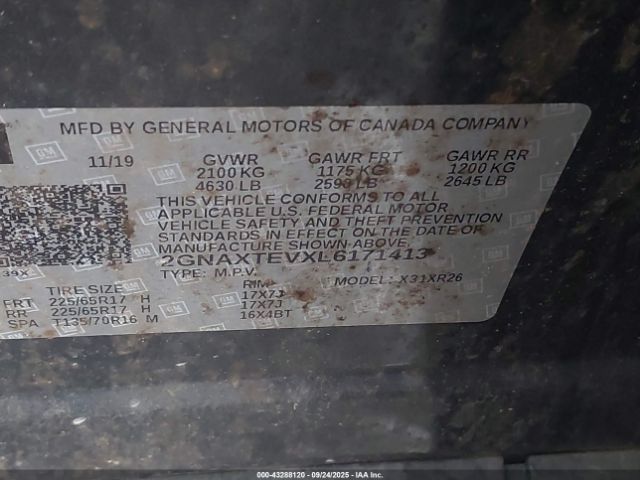 MFD BY GENERAL MOTORS OF CANADA COMPANY
11/19 GVWR GAWR FRT GAWR RR
2100 KG 1175 KG 1200 KG
4630 LB 2590 LB 2645 LB
THIS VEHICLE CONFORMS TO ALL
APPLICABLE U.S. FEDERAL MOTOR
VEHICLE SAFETY AND THEFT PREVENTION
STANDARDS IN EFFECT ON THE DATE OF
MANUFACTURE SHOWN ABOVE.
39X 2GNAXTEVXL6171413
TYPE: M.P.V. MODEL: X31XR26
TIRE SIZE RIM
FRT 225/65R17 H 17X7J
RR 225/65R17 H 17X7J
SPA T135/70R16 M 16X4BT
GM
000-43288120 - 09/24/2025 - IAA Inc.